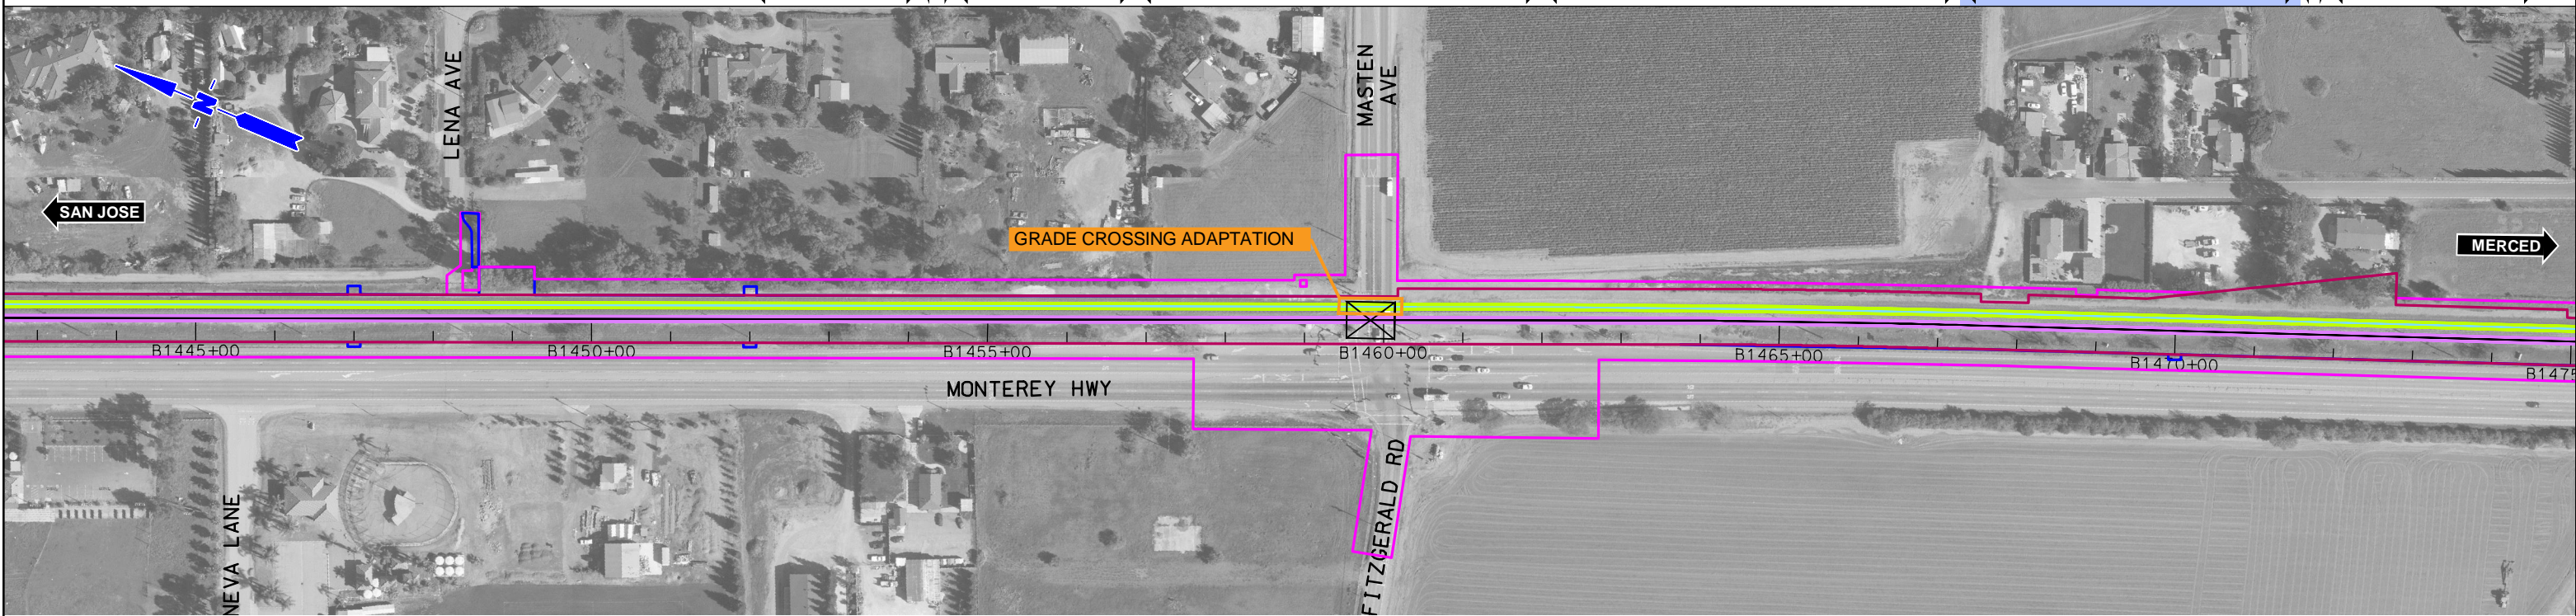 N
LENA AVE
MASTEN
AVE
SAN JOSE
GRADE CROSSING ADAPTATION
MERCED
B1445+00
B1450+00
B1455+00
B1460+00
B1465+00
B1470+00
B1475
MONTEREY HWY
NEVA LANE
FITZGERALD RD